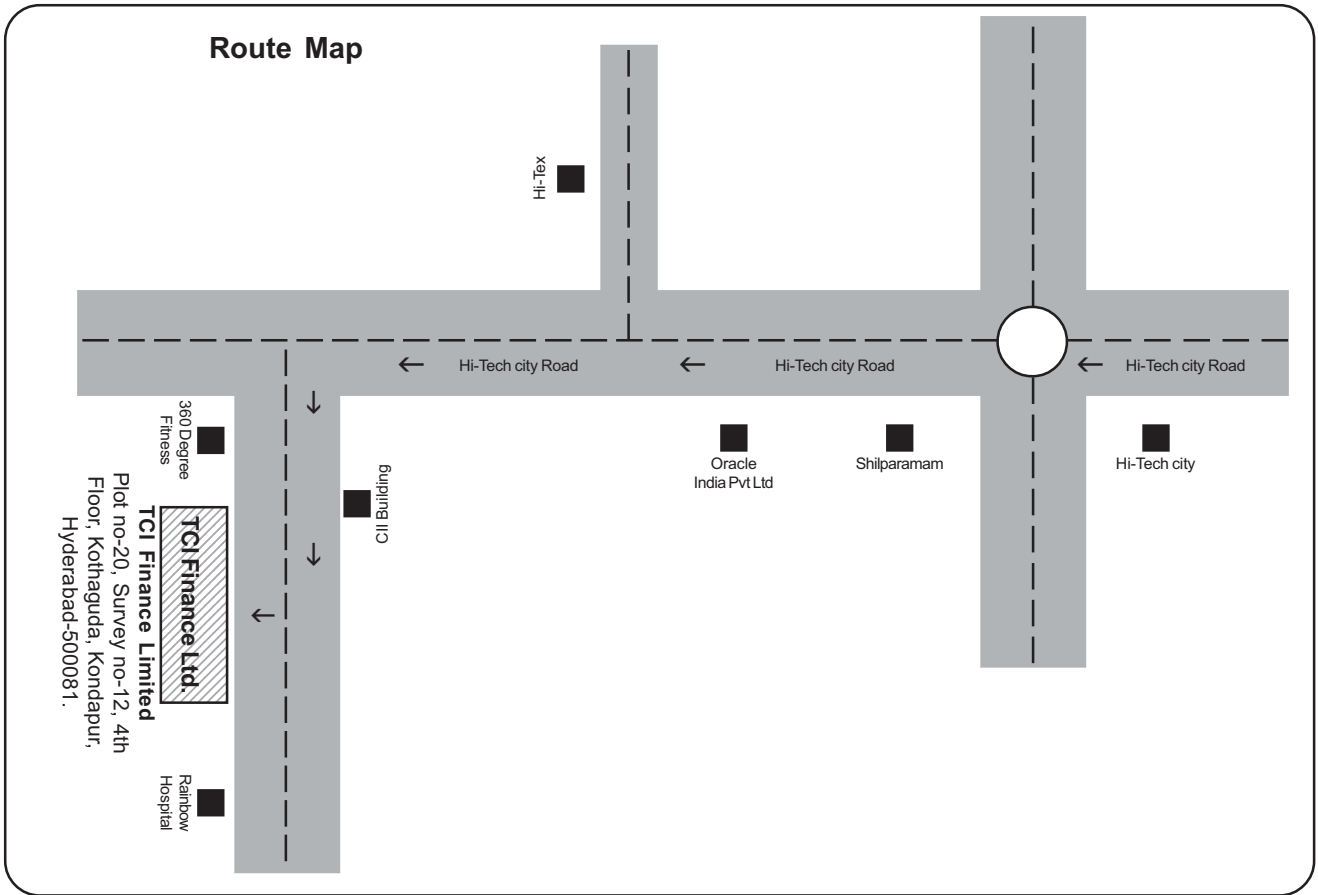 Route Map
Hi-Tex
Hi-Tech city Road
Hi-Tech city Road
Hi-Tech city Road
360 Degree
Fitness
CII Building
Oracle
India Pvt Ltd
Shilparamam
Hi-Tech city
TCI Finance Ltd.
TCI Finance Limited
Plot no-20, Survey no-12, 4th
Floor, Kothaguda, Kondapur,
Hyderabad-500081.
Rainbow
Hospital